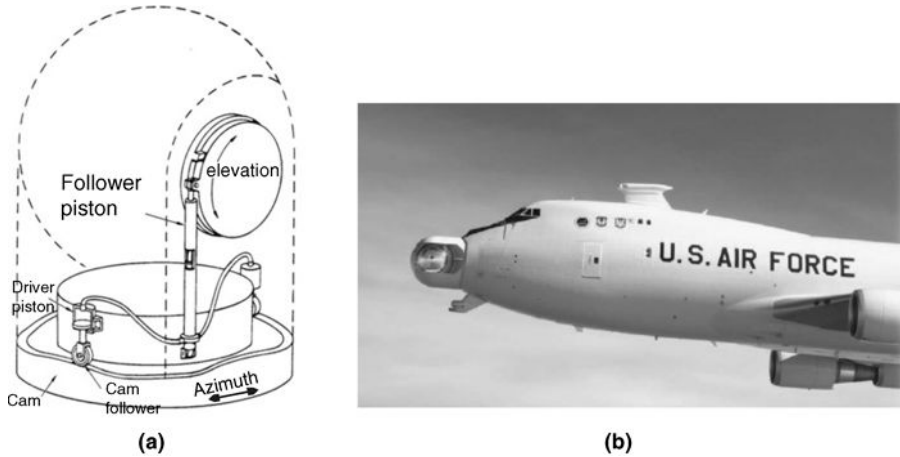 elevation
Follower
piston
Driver
piston
Cam
Cam
follower
Azimuth
(a)
U.S. AIR FORCE
(b)